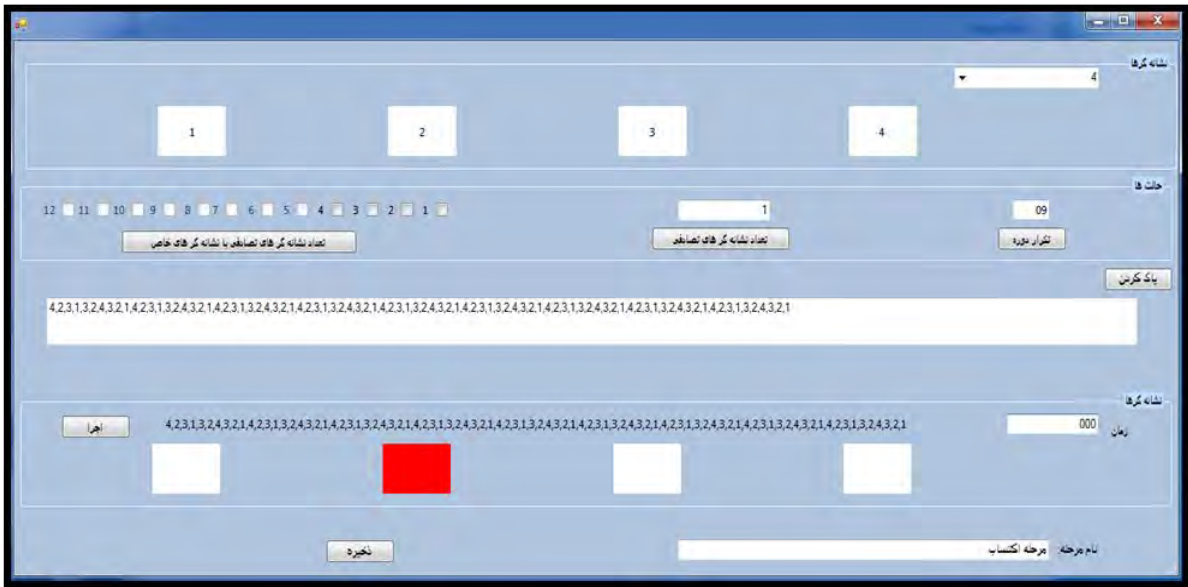 نشانه گرها
4
1 2 3 4
حالت ها
12 11 10 9 8 7 6 5 4 3 2 1
1
09
تعداد نشانه گر های تصادفی با نشانه گر های خاص
تعداد نشانه گر های تصادفی
تکرار دوره
پاک کردن
4,2,3,1,3,2,4,3,2,1,4,2,3,1,3,2,4,3,2,1,4,2,3,1,3,2,4,3,2,1,4,2,3,1,3,2,4,3,2,1,4,2,3,1,3,2,4,3,2,1,4,2,3,1,3,2,4,3,2,1,4,2,3,1,3,2,4,3,2,1,4,2,3,1,3,2,4,3,2,1,4,2,3,1,3,2,4,3,2,1
نشانه گرها
زمان 000
4,2,3,1,3,2,4,3,2,1,4,2,3,1,3,2,4,3,2,1,4,2,3,1,3,2,4,3,2,1,4,2,3,1,3,2,4,3,2,1,4,2,3,1,3,2,4,3,2,1,4,2,3,1,3,2,4,3,2,1,4,2,3,1,3,2,4,3,2,1,4,2,3,1,3,2,4,3,2,1,4,2,3,1,3,2,4,3,2,1
اجرا
نام مرحله: مرحله اکتساب
ذخیره